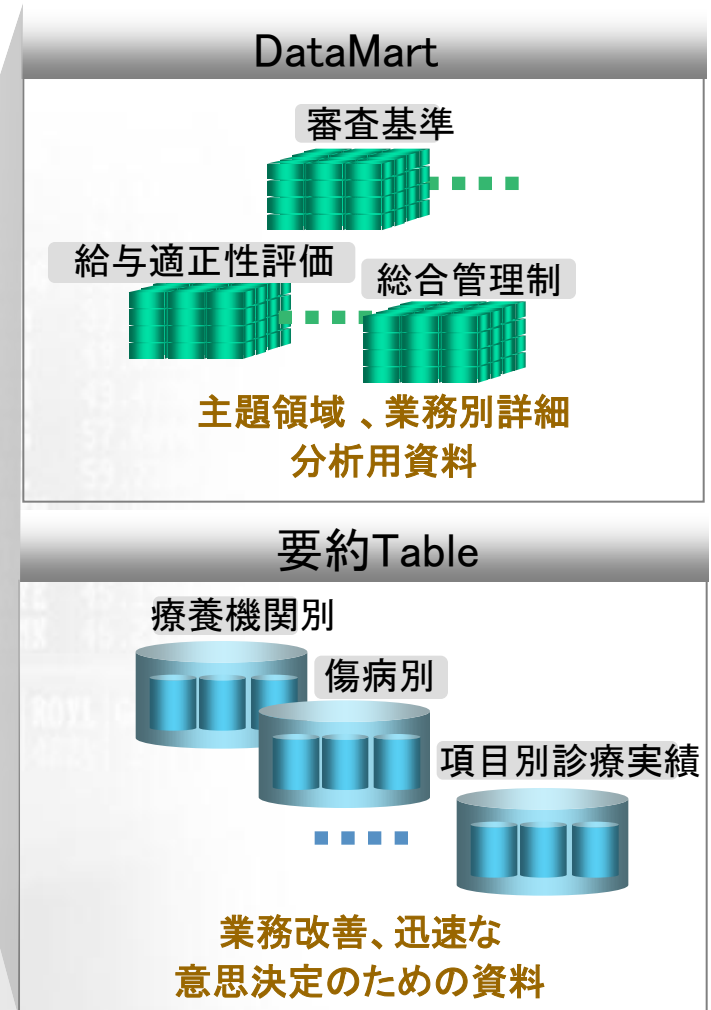 DataMart
審査基準
給与適正性評価
総合管理制
主題領域 、業務別詳細
分析用資料
要約Table
療養機関別
傷病別
項目別診療実績
業務改善、迅速な
意思決定のための資料